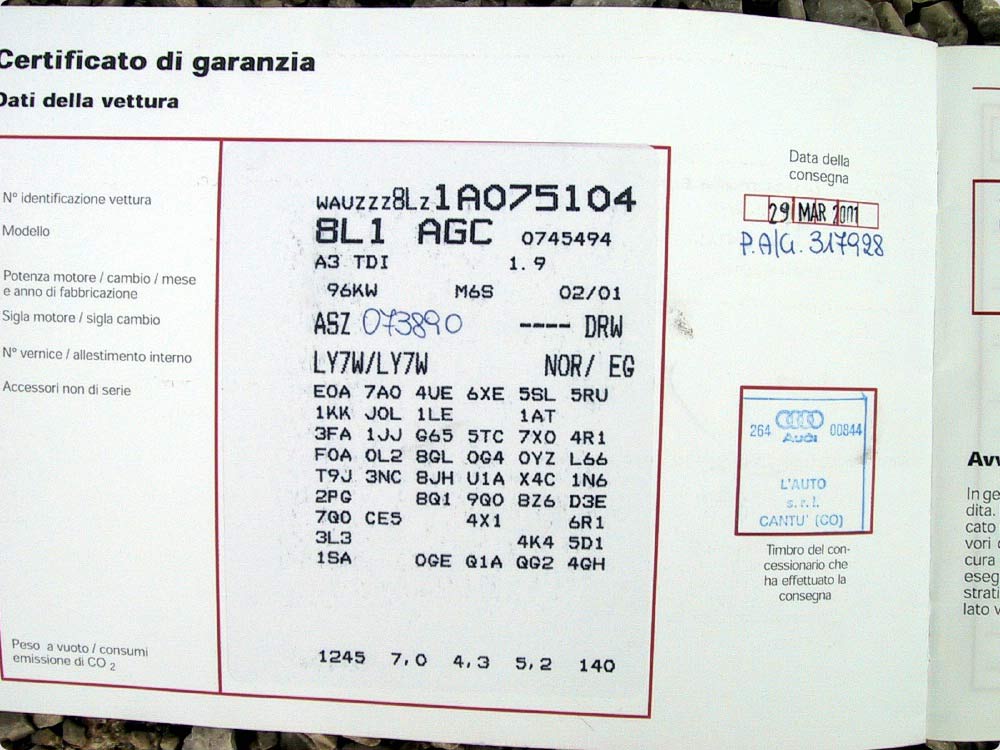 Certificato di garanzia
Dati della vettura
N° identificazione vettura
WAUZZZ8LZ1A075104
Modello
8L1 AGC 0745494
A3 TDI 1.9
Potenza motore / cambio / mese
e anno di fabbricazione
96KW M6S 02/01
Sigla motore / sigla cambio
ASZ 073890 ---- DRW
N° vernice / allestimento interno
LY7W/LY7W NOR/ EG
Accessori non di serie
E0A 7A0 4UE 6XE 5SL 5RU
1KK J0L 1LE 1AT
3FA 1JJ G65 5TC 7X0 4R1
F0A 0L2 8GL 0G4 0YZ L66
T9J 3NC 8JH U1A X4C 1N6
2PG 8Q1 9Q0 8Z6 D3E
7Q0 CE5 4X1 6R1
3L3 4K4 5D1
1SA 0GE Q1A QG2 4GH
Peso a vuoto / consumi
emissione di CO 2
1245 7,0 4,3 5,2 140
Data della
consegna
29 MAR 2001
P.A/G. 317928
264 Audi 00844
L'AUTO
s.r.l.
CANTU' (CO)
Timbro del con-
cessionario che
ha effettuato la
consegna
Avv
In ge
dita.
cato
vori
cura
eseg
strati
lato v